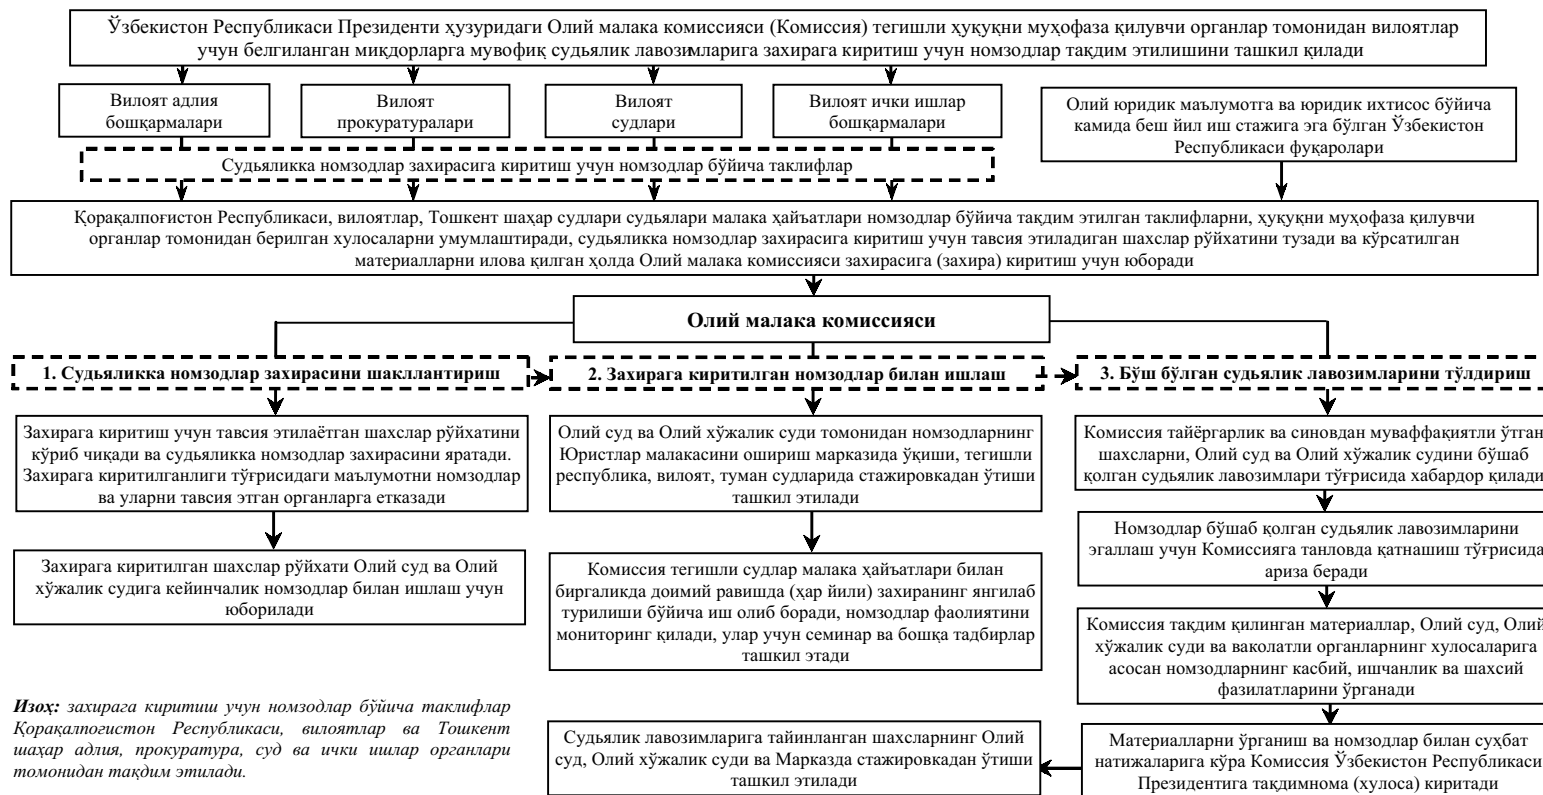 Ўзбекистон Республикаси Президенти ҳузуридаги Олий малака комиссияси (Комиссия) тегишли ҳуқуқни муҳофаза қилувчи органлар томонидан вилоятлар
учун белгиланган миқдорларга мувофиқ судьялик лавозимларига захирага киритиш учун номзодлар тақдим этилишини ташкил қилади
Вилоят адлия
бошқармалари
Вилоят
прокуратуралари
Вилоят
судлари
Вилоят ички ишлар
бошқармалари
Олий юридик маълумотга ва юридик ихтисос бўйича
камида беш йил иш стажига эга бўлган Ўзбекистон
Республикаси фуқаролари
Судьяликка номзодлар захирасига киритиш учун номзодлар бўйича таклифлар
Қорақалпоғистон Республикаси, вилоятлар, Тошкент шаҳар судлари судьялари малака ҳайъатлари номзодлар бўйича тақдим этилган таклифларни, ҳуқуқни муҳофаза қилувчи
органлар томонидан берилган хулосаларни умумлаштиради, судьяликка номзодлар захирасига киритиш учун тавсия этиладиган шахслар рўйхатини тузади ва кўрсатилган
материалларни илова қилган ҳолда Олий малака комиссияси захирасига (захира) киритиш учун юборади
Олий малака комиссияси
1. Судьяликка номзодлар захирасини шакллантириш
Захирага киритиш учун тавсия этилаётган шахслар рўйхатини
кўриб чиқади ва судьяликка номзодлар захирасини яратади.
Захирага киритилганлиги тўғрисидаги маълумотни номзодлар
ва уларни тавсия этган органларга етказади
Захирага киритилган шахслар рўйхати Олий суд ва Олий
хўжалик судига кейинчалик номзодлар билан ишлаш учун
юборилади
2. Захирага киритилган номзодлар билан ишлаш
Олий суд ва Олий хўжалик суди томонидан номзодларнинг
Юристлар малакасини ошириш марказида ўқиши, тегишли
республика, вилоят, туман судларида стажировкадан ўтиши
ташкил этилади
Комиссия тегишли судлар малака ҳайъатлари билан
биргаликда доимий равишда (ҳар йили) захиранинг янгилаб
турилиши бўйича иш олиб боради, номзодлар фаолиятини
мониторинг қилади, улар учун семинар ва бошқа тадбирлар
ташкил этади
3. Бўш бўлган судьялик лавозимларини тўлдириш
Комиссия тайёргарлик ва синовдан муваффақиятли ўтган
шахсларни, Олий суд ва Олий хўжалик судини бўшаб
қолган судьялик лавозимлари тўғрисида хабардор қилади
Номзодлар бўшаб қолган судьялик лавозимларини
эгаллаш учун Комиссияга танловда қатнашиш тўғрисида
ариза беради
Комиссия тақдим қилинган материаллар, Олий суд, Олий
хўжалик суди ва ваколатли органларнинг хулосаларига
асосан номзодларнинг касбий, ишчанлик ва шахсий
фазилатларини ўрганади
Материалларни ўрганиш ва номзодлар билан суҳбат
натижаларига кўра Комиссия Ўзбекистон Республикаси
Президентига тақдимнома (хулоса) киритади
Судьялик лавозимларига тайинланган шахсларнинг Олий
суд, Олий хўжалик суди ва Марказда стажировкадан ўтиши
ташкил этилади
Изоҳ: захирага киритиш учун номзодлар бўйича таклифлар
Қорақалпоғистон Республикаси, вилоятлар ва Тошкент
шаҳар адлия, прокуратура, суд ва ички ишлар органлари
томонидан тақдим этилади.